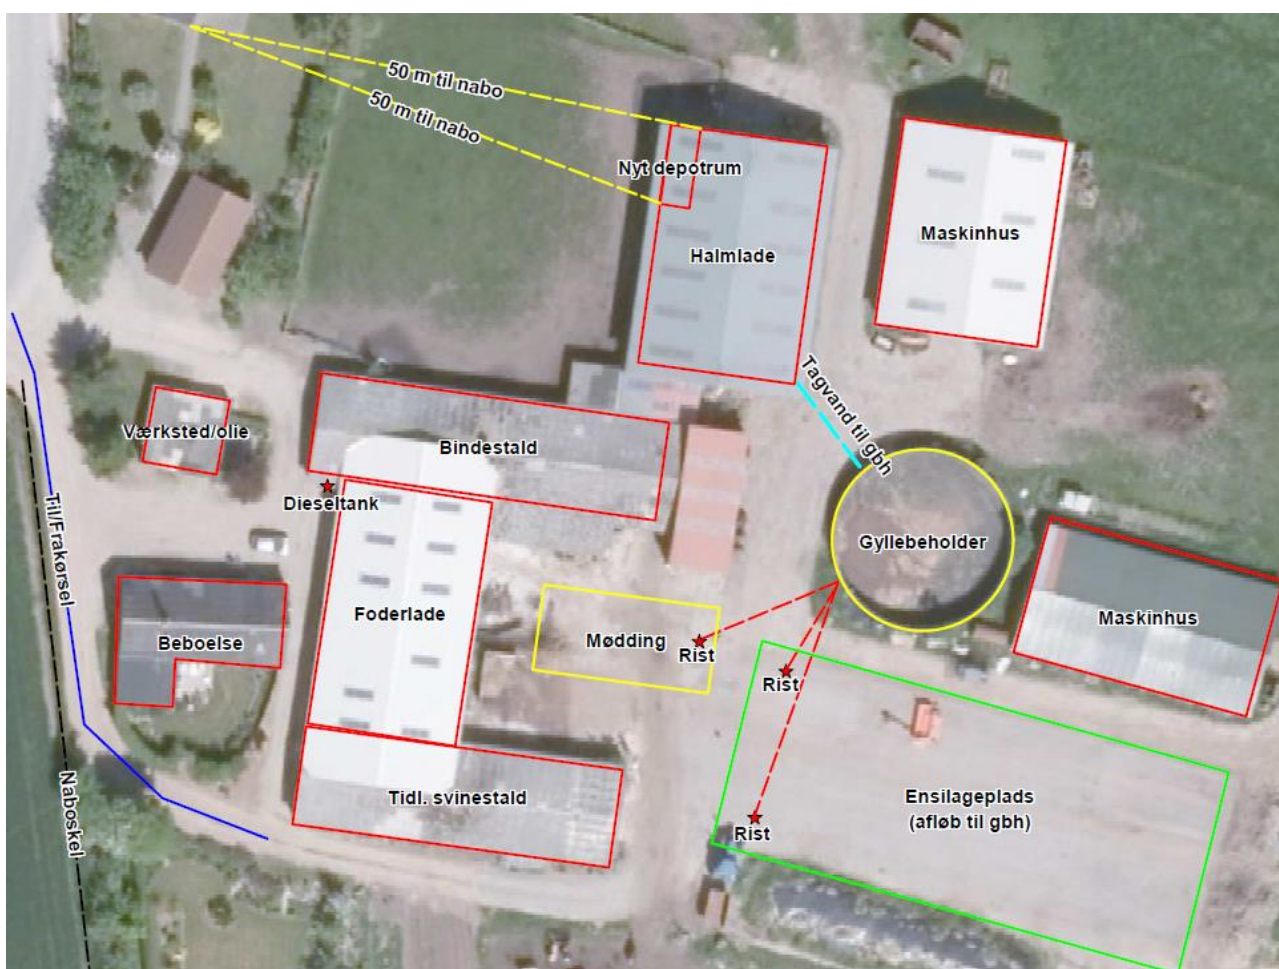 50 m til nabo
50 m til nabo
Nyt depotrum
Maskinhus
Halmlade
Tagvand til gbh
Værksted/olie
Bindestald
Dieseltank
Til/Frakørsel
Gyllebeholder
Foderlade
Maskinhus
Beboelse
Mødding
Rist
Rist
Naboskel
Tidl. svinestald
Ensilageplads
(afløb til gbh)
Rist